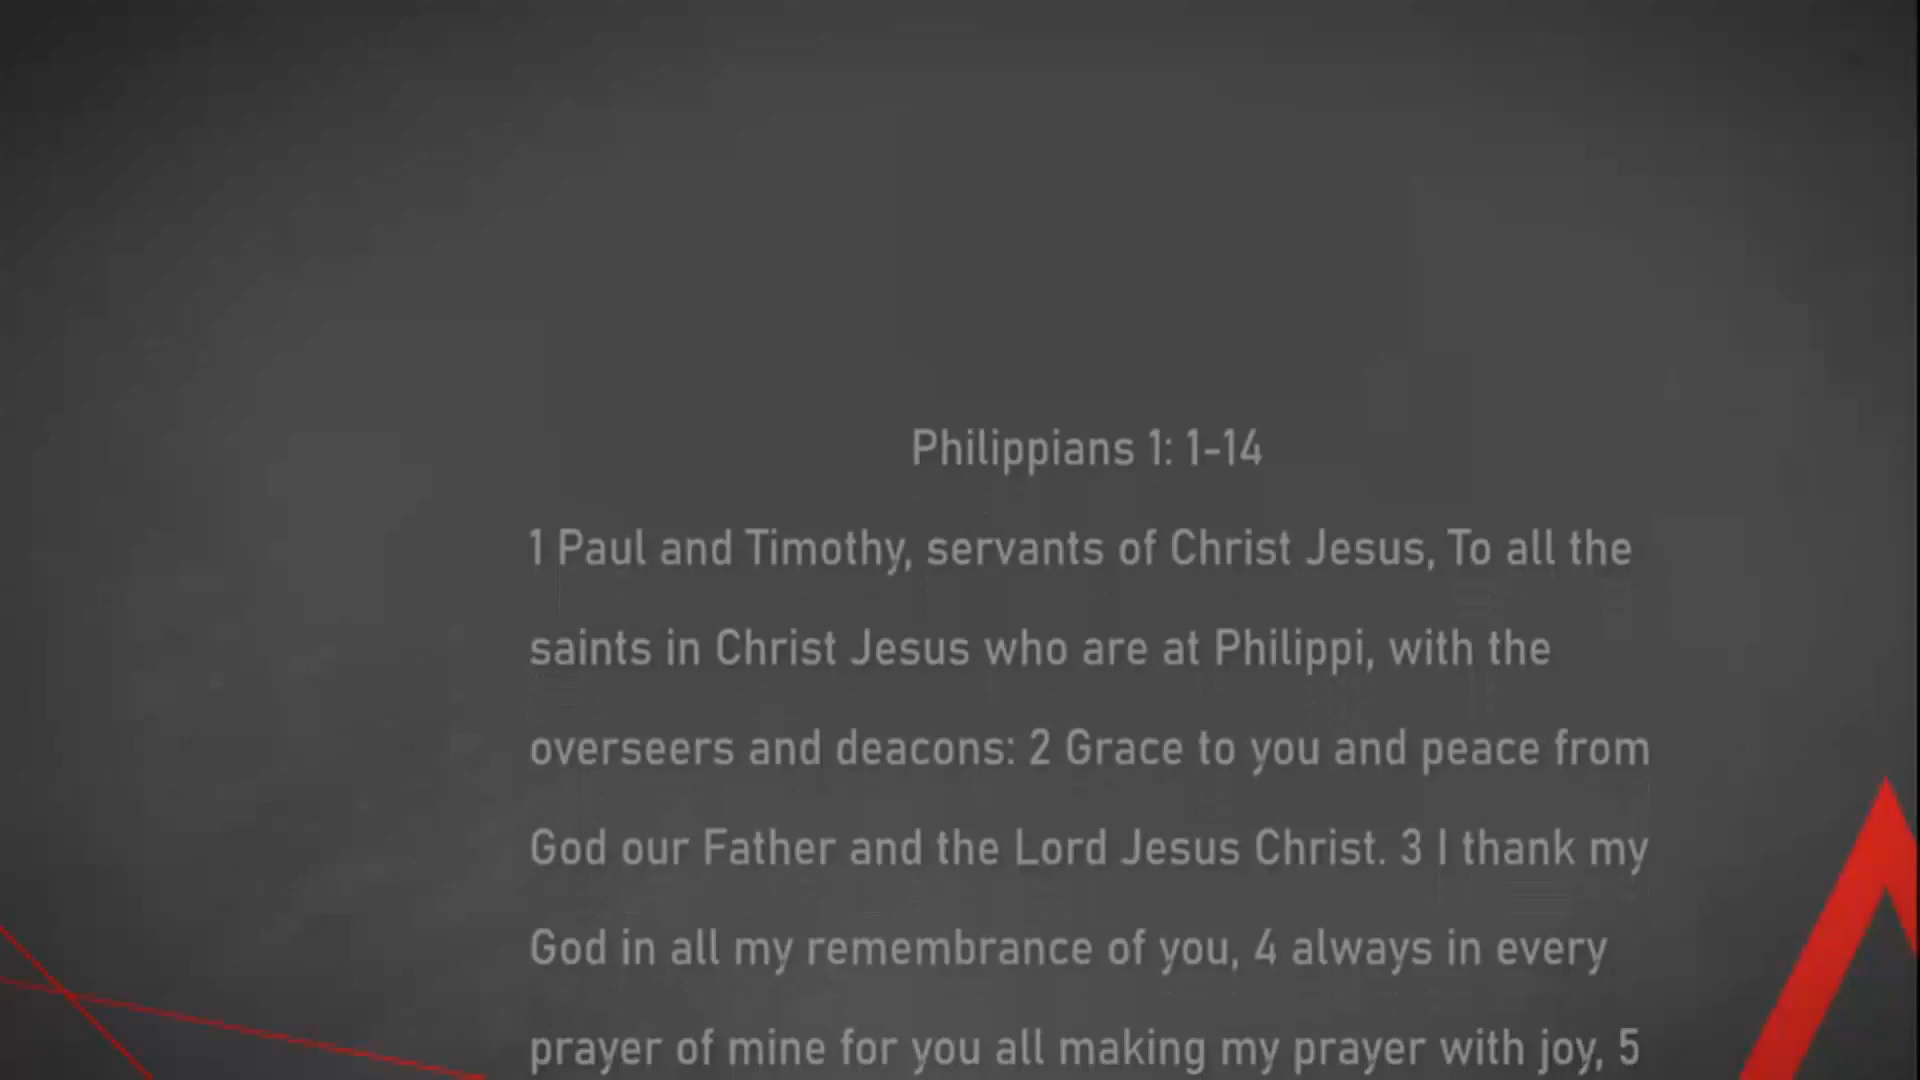 Philippians 1: 1-14
1 Paul and Timothy, servants of Christ Jesus, To all the
saints in Christ Jesus who are at Philippi, with the
overseers and deacons: 2 Grace to you and peace from
God our Father and the Lord Jesus Christ. 3 I thank my
God in all my remembrance of you, 4 always in every
prayer of mine for you all making my prayer with joy, 5